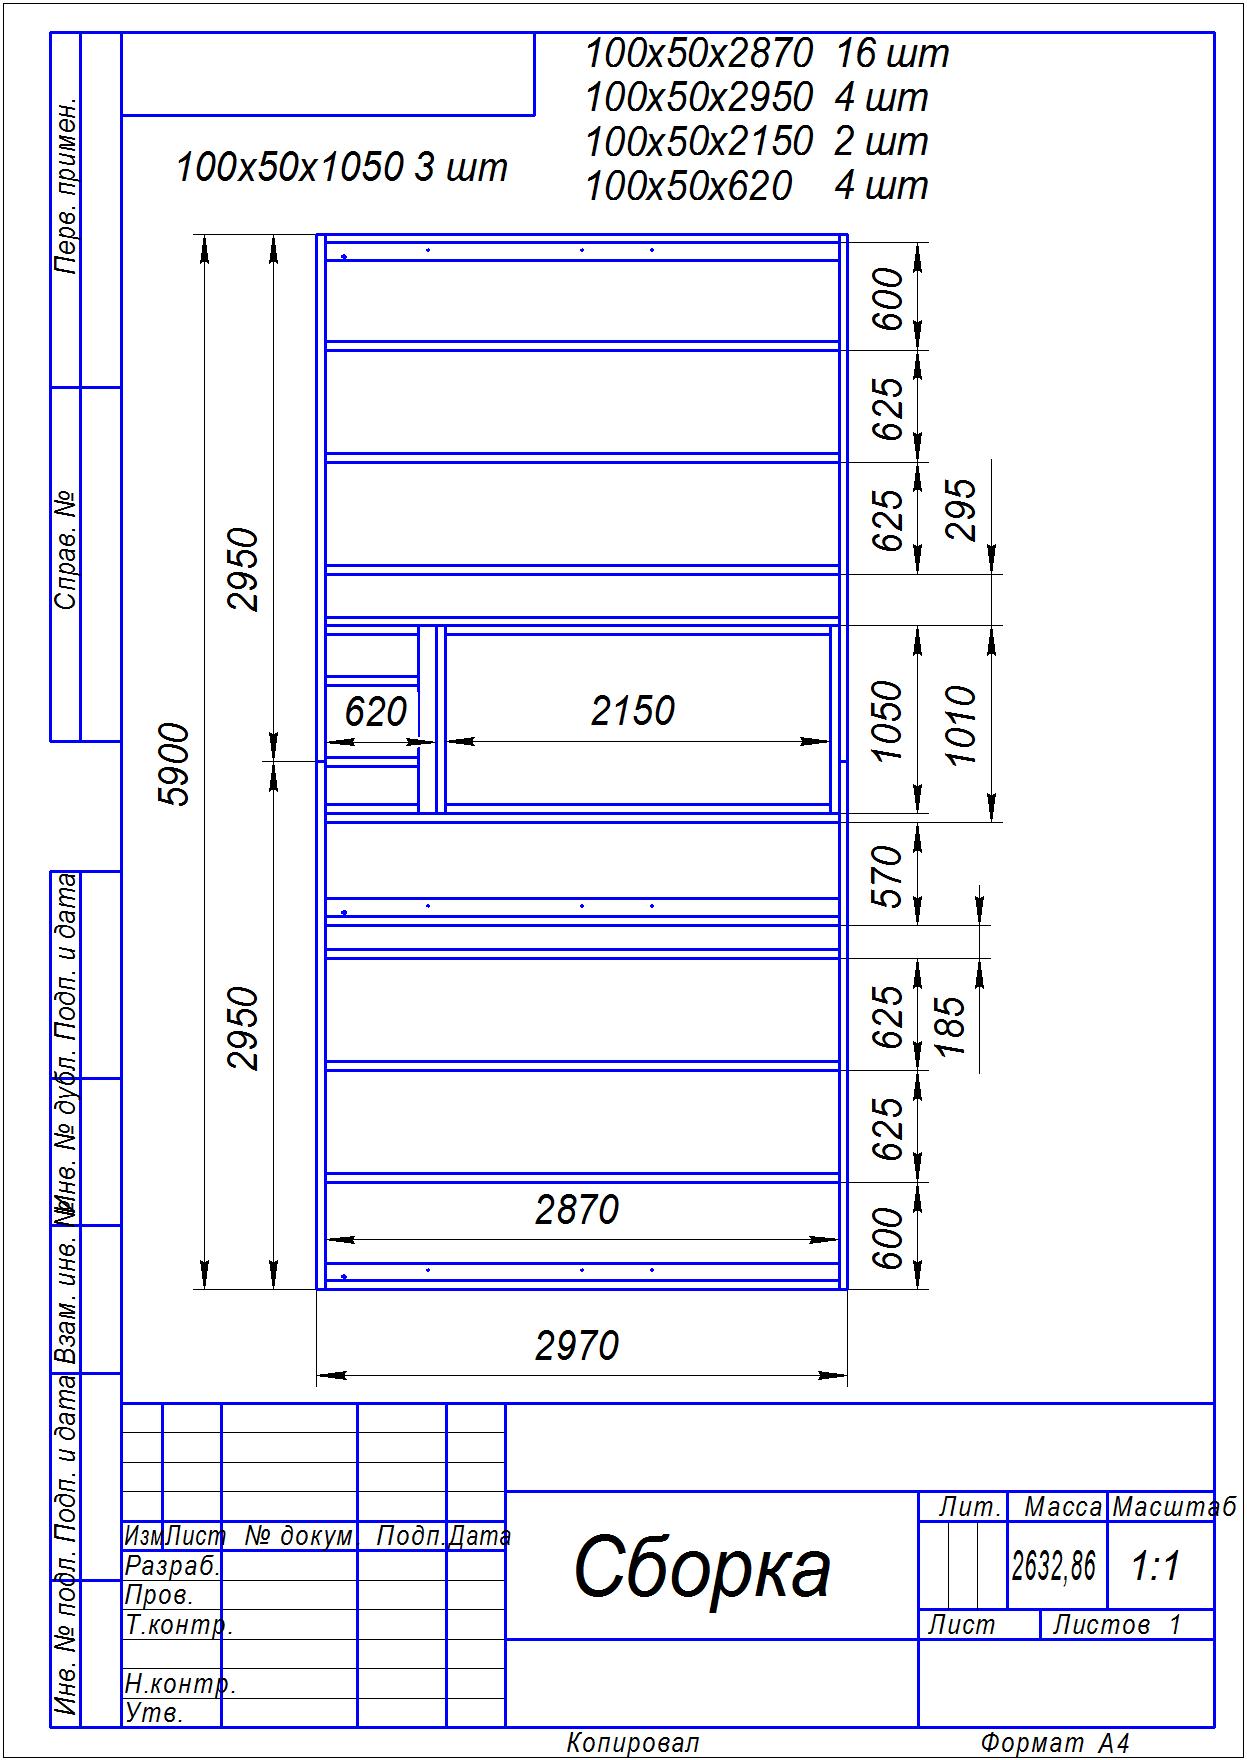 100x50x2870 16 шт
100x50x2950 4 шт
100x50x2150 2 шт
100x50x620 4 шт
100x50x1050 3 шт
Перв. примен.
Справ. №
Подп. и дата
Инв. № дубл.
Взам. инв. №
Подп. и дата
Инв. № подл.
5900
2950
2950
600
625
625
295
620
2150
1050
1010
570
185
625
625
600
2870
2970
Изм Лист № докум. Подп. Дата
Разраб.
Пров.
Т.контр.
Н.контр.
Утв.
Сборка
Лит. Масса Масштаб
2632,86 1:1
Лист Листов 1
Копировал Формат А4